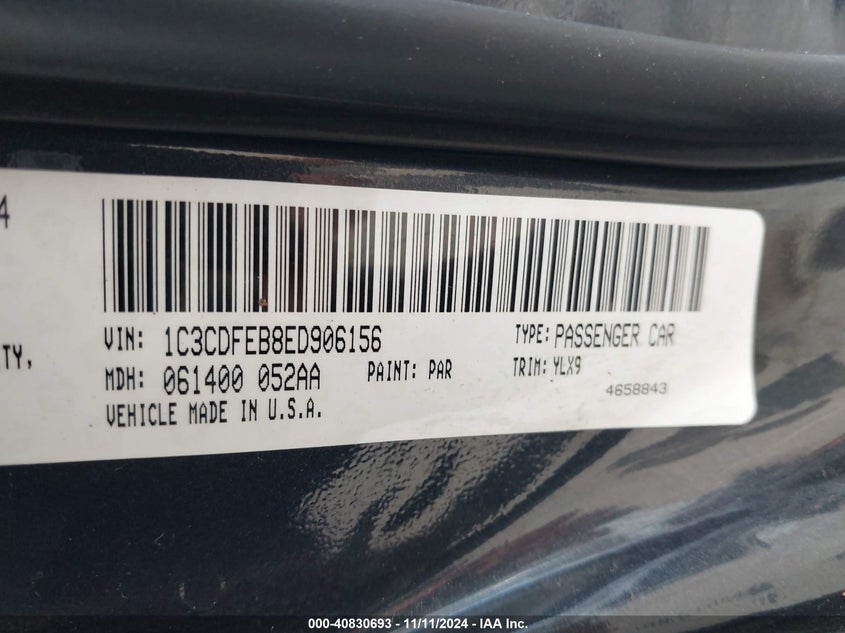 4
VIN: 1C3CDFEB8ED906156 TYPE: PASSENGER CAR
TY,
MDH: 061400 052AA PAINT: PAR TRIM: YLX9
4658843
VEHICLE MADE IN U.S.A.
000-40830693 - 11/11/2024 - IAA Inc.